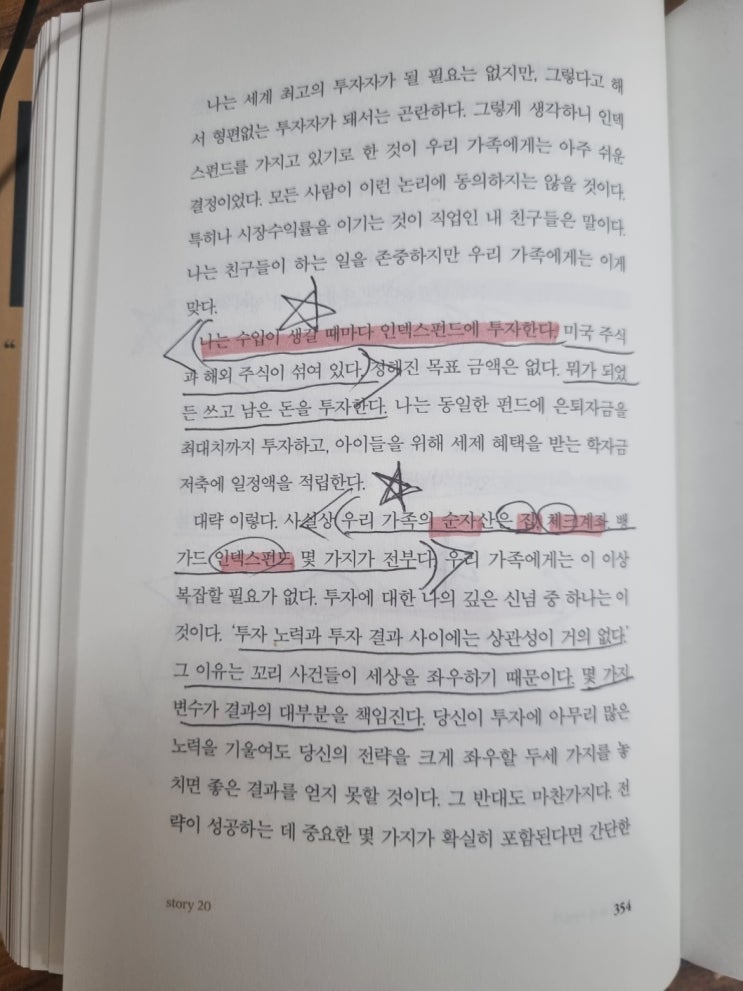 나는 세계 최고의 투자자가 될 필요는 없지만, 그렇다고 해
서 형편없는 투자자가 돼서는 곤란하다. 그렇게 생각하니 인덱
스펀드를 가지고 있기로 한 것이 우리 가족에게는 아주 쉬운
결정이었다. 모든 사람이 이런 논리에 동의하지는 않을 것이다.
특히나 시장수익률을 이기는 것이 직업인 내 친구들은 말이다.
나는 친구들이 하는 일을 존중하지만 우리 가족에게는 이게
맞다.
나는 수입이 생길 때마다 인덱스펀드에 투자한다. 미국 주식
과 해외 주식이 섞여 있다. 정해진 목표 금액은 없다. 뭐가 되었
든 쓰고 남은 돈을 투자한다. 나는 동일한 펀드에 은퇴자금을
최대치까지 투자하고, 아이들을 위해 세제 혜택을 받는 학자금
저축에 일정액을 적립한다.
대략 이렇다. 사실상 우리 가족의 순자산은 집, 체크계좌, 뱅
가드 인덱스펀드 몇 가지가 전부다. 우리 가족에게는 이 이상
복잡할 필요가 없다. 투자에 대한 나의 깊은 신념 중 하나는 이
것이다. ‘투자 노력과 투자 결과 사이에는 상관성이 거의 없다.’
그 이유는 꼬리 사건들이 세상을 좌우하기 때문이다. 몇 가지
변수가 결과의 대부분을 책임진다. 당신이 투자에 아무리 많은
노력을 기울여도 당신의 전략을 크게 좌우할 두세 가지를 놓
치면 좋은 결과를 얻지 못할 것이다. 그 반대도 마찬가지다. 전
략이 성공하는 데 중요한 몇 가지가 확실히 포함된다면 간단한
story 20
354